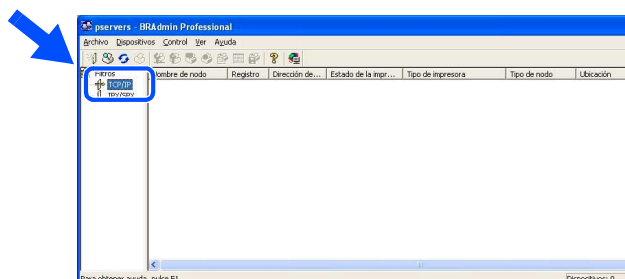 pservers - BRAdmin Professional
Archivo Dispositivos Control Ver Ayuda
Filtros
Nombre de nodo Registro Dirección de... Estado de la impr... Tipo de impresora Tipo de nodo Ubicación
TCP/IP
IPX/SPX
Para obtener ayuda, pulse F1
Dispositivos: 0